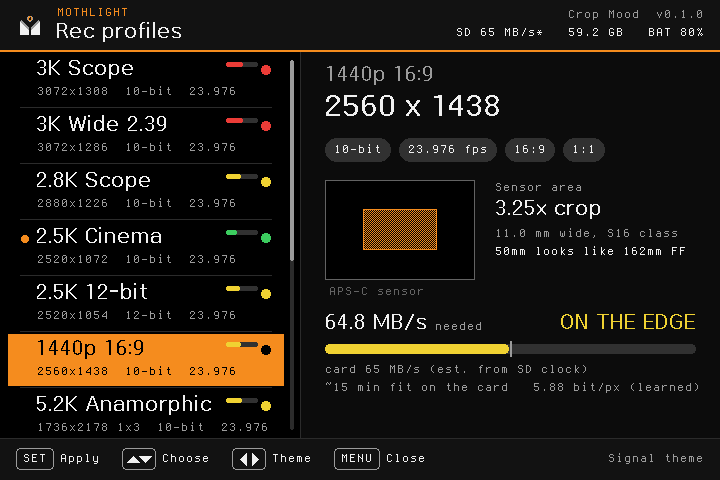 MOTHLIGHT
Rec profiles
Crop Mood v0.1.0
SD 65 MB/s* 59.2 GB BAT 80%
3K Scope
3072x1308 10-bit 23.976
3K Wide 2.39
3072x1286 10-bit 23.976
2.8K Scope
2880x1226 10-bit 23.976
2.5K Cinema
2520x1072 10-bit 23.976
2.5K 12-bit
2520x1054 12-bit 23.976
1440p 16:9
2560x1438 10-bit 23.976
5.2K Anamorphic
1736x2178 1x3 10-bit 23.976
1440p 16:9
2560 x 1438
10-bit 23.976 fps 16:9 1:1
Sensor area
3.25x crop
11.0 mm wide, S16 class
50mm looks like 162mm FF
APS-C sensor
64.8 MB/s needed ON THE EDGE
card 65 MB/s (est. from SD clock)
~15 min fit on the card 5.88 bit/px (learned)
SET Apply Choose Theme MENU Close Signal theme